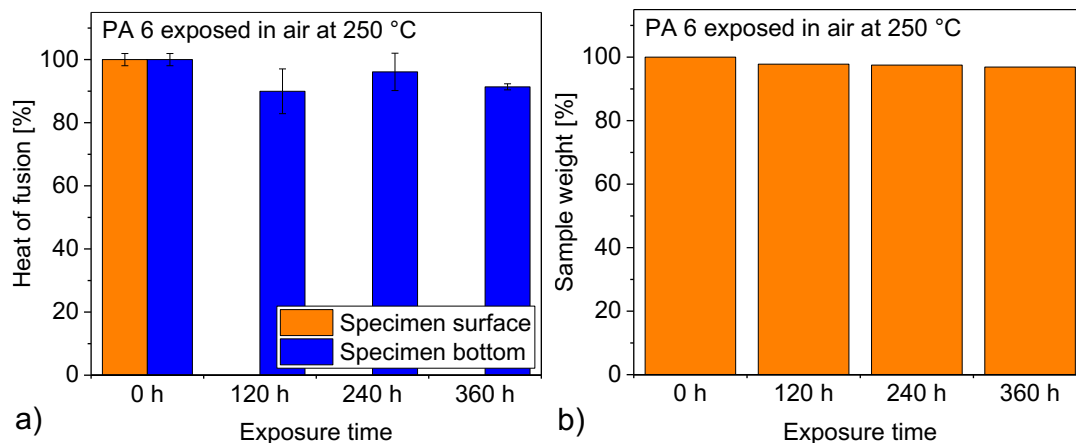 PA 6 exposed in air at 250 °C
Heat of fusion [%]
100
80
60
40
20
0
Specimen surface
Specimen bottom
0 h 120 h 240 h 360 h
Exposure time
a)
PA 6 exposed in air at 250 °C
Sample weight [%]
100
80
60
40
20
0
0 h 120 h 240 h 360 h
Exposure time
b)